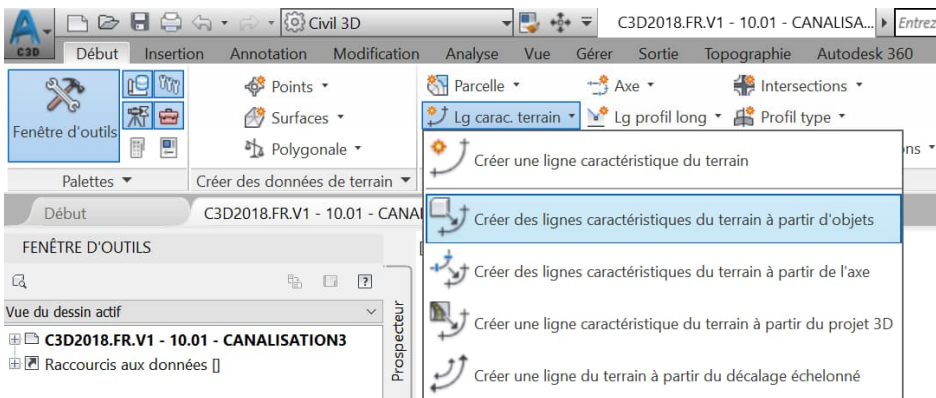 Civil 3D
C3D2018.FR.V1 - 10.01 - CANALISA...
Entrez
C3D
Début Insertion Annotation Modification Analyse Vue Gérer Sortie Topographie Autodesk 360
Fenêtre d'outils
Palettes
Points
Surfaces
Polygonale
Créer des données de terrain
Parcelle
Lg carac. terrain
Axe
Lg profil long
Intersections
Profil type
ns
Créer une ligne caractéristique du terrain
Créer des lignes caractéristiques du terrain à partir d'objets
Créer des lignes caractéristiques du terrain à partir de l'axe
Créer une ligne caractéristique du terrain à partir du projet 3D
Créer une ligne du terrain à partir du décalage échelonné
Début
C3D2018.FR.V1 - 10.01 - CANA
FENÊTRE D'OUTILS
Vue du dessin actif
C3D2018.FR.V1 - 10.01 - CANALISATION3
Raccourcis aux données []
Prospecteur